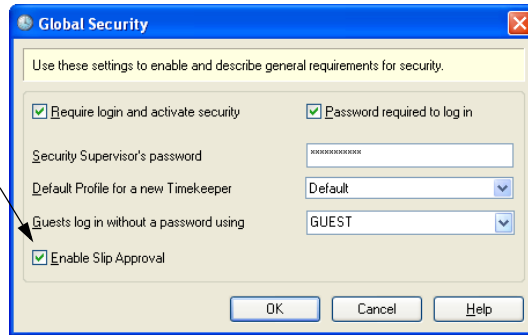 Global Security
Use these settings to enable and describe general requirements for security.
Require login and activate security
Password required to log in
Security Supervisor's password
xxxxxxxxxxx
Default Profile for a new Timekeeper
Default
Guests log in without a password using
GUEST
Enable Slip Approval
OK
Cancel
Help